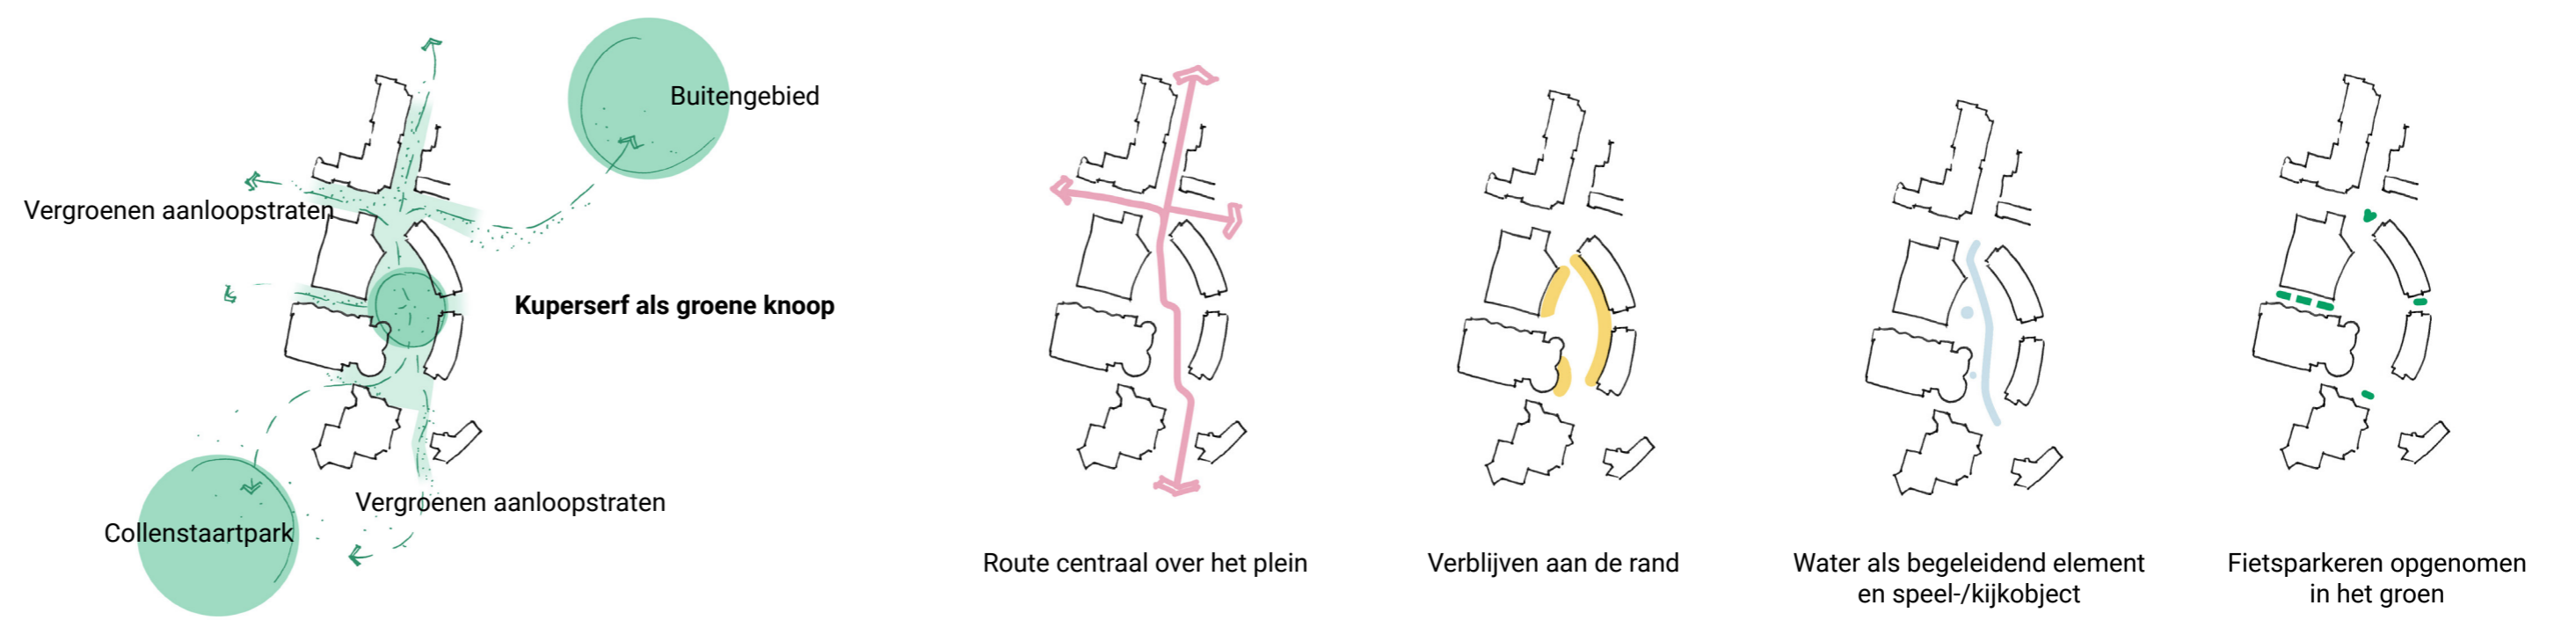 Buitengebied
Vergroenen aanloopstraten
Kuperserf als groene knoop
Vergroenen aanloopstraten
Collenstaartpark
Route centraal over het plein
Verblijven aan de rand
Water als begeleidend element
en speel-/kijkobject
Fietsparkeren opgenomen
in het groen